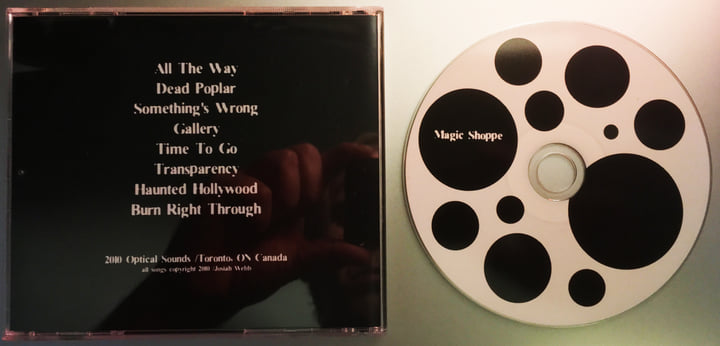 All The Way
Dead Poplar
Something's Wrong
Gallery
Time To Go
Transparency
Haunted Hollywood
Burn Right Through
2010 Optical Sounds /Toronto, ON Canada
all songs copyright 2010 /Josiah Webb
Magic Shoppe